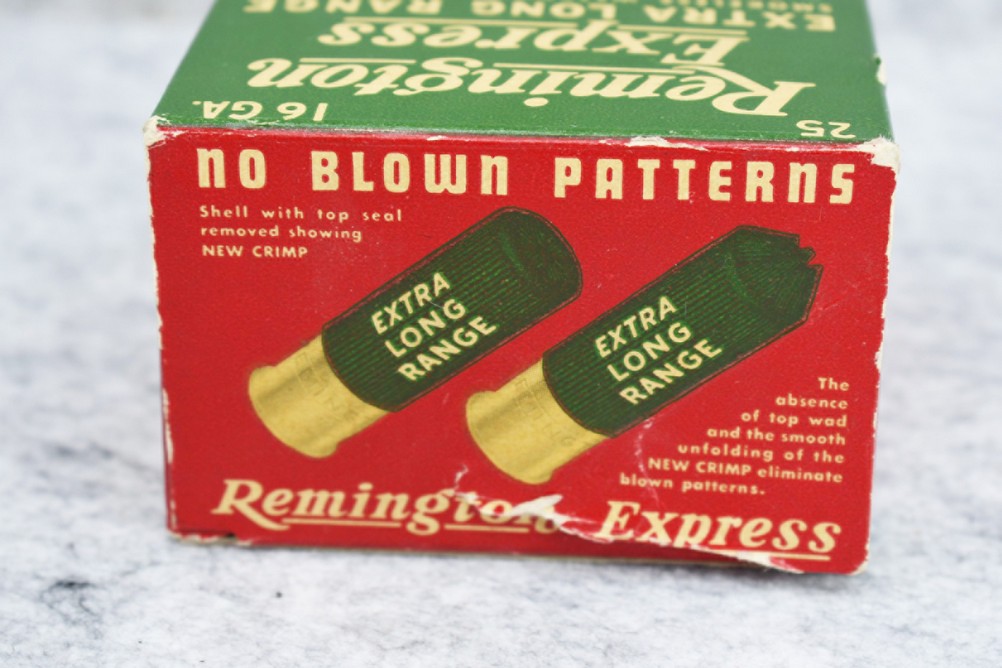 SMOKELESS
EXTRA LONG RANGE
Express
Remington
16 GA.
25
NO BLOWN PATTERNS
Shell with top seal
removed showing
NEW CRIMP
EXTRA
LONG
RANGE
EXTRA
LONG
RANGE
The
absence
of top wad
and the smooth
unfolding of the
NEW CRIMP eliminate
blown patterns.
Remington Express